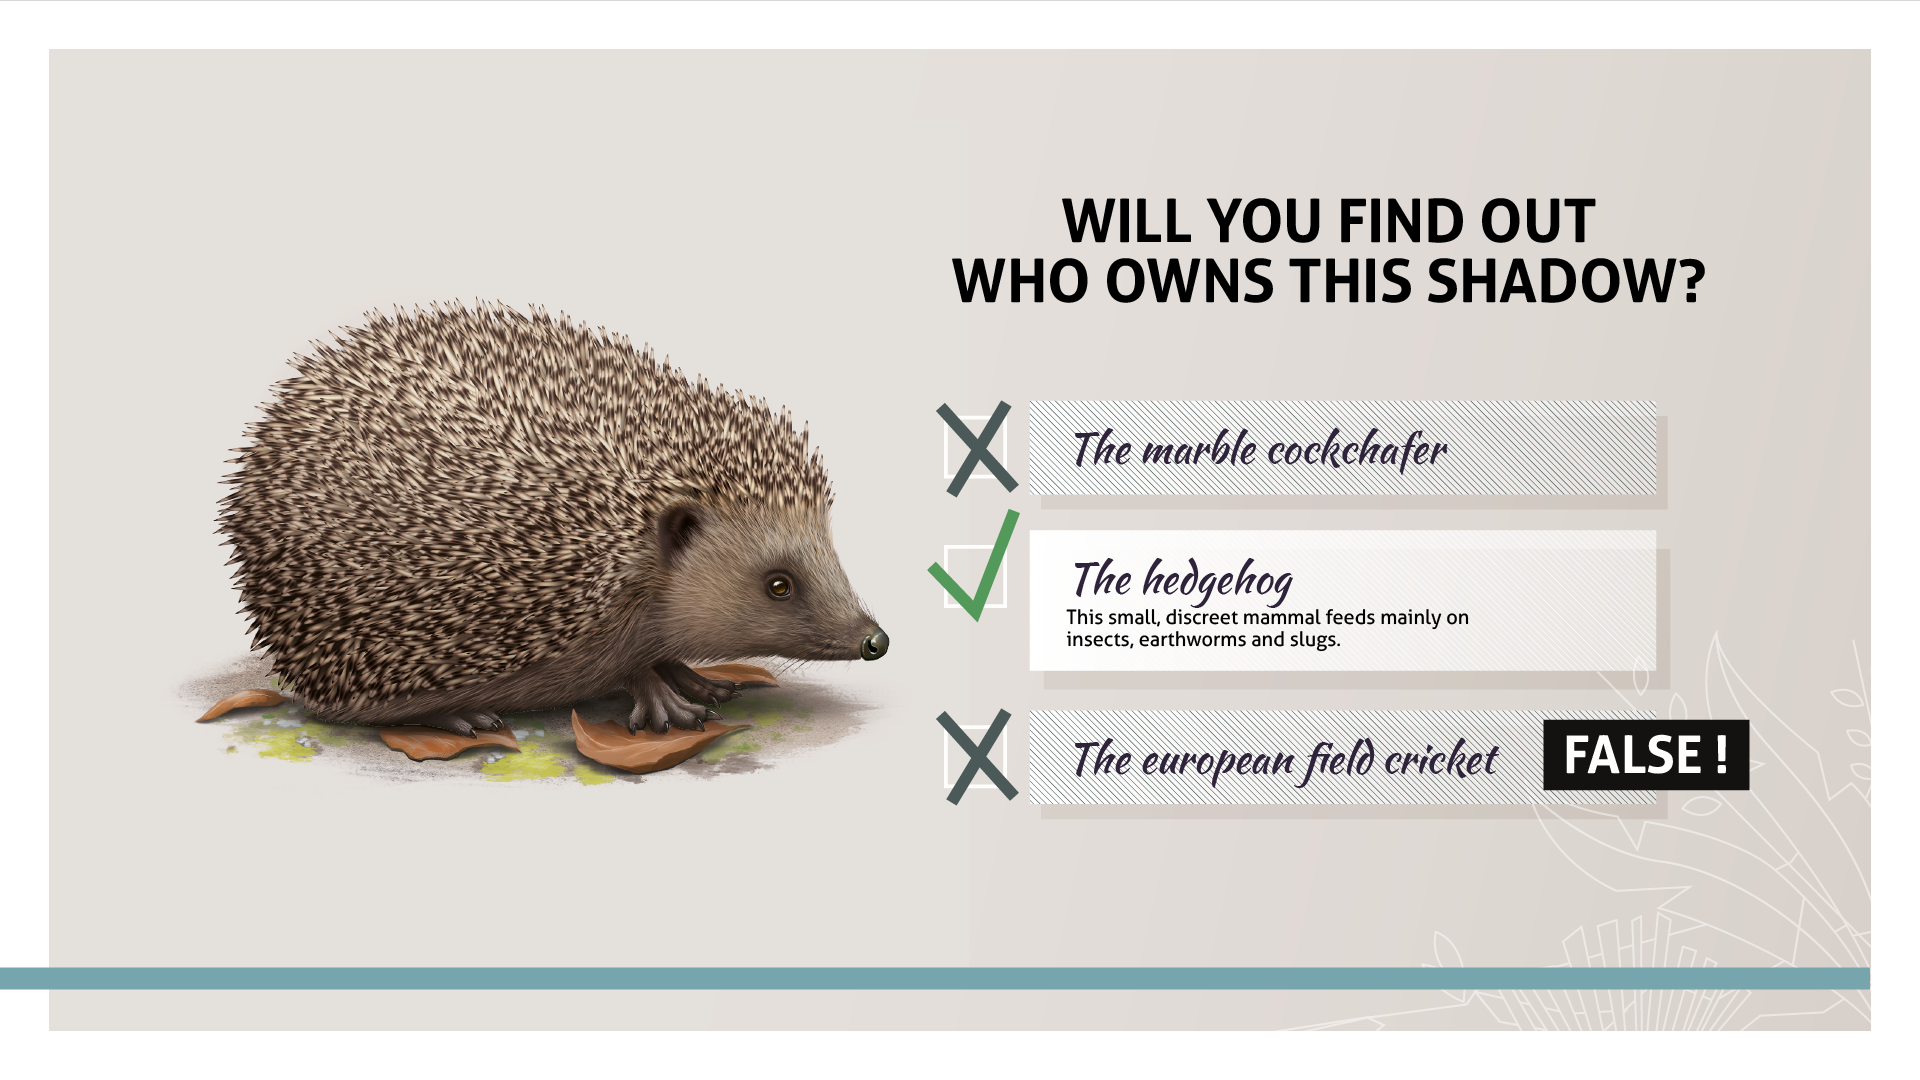 WILL YOU FIND OUT
WHO OWNS THIS SHADOW?
The marble cockchafer
The hedgehog
This small, discreet mammal feeds mainly on
insects, earthworms and slugs.
The european field cricket
FALSE !